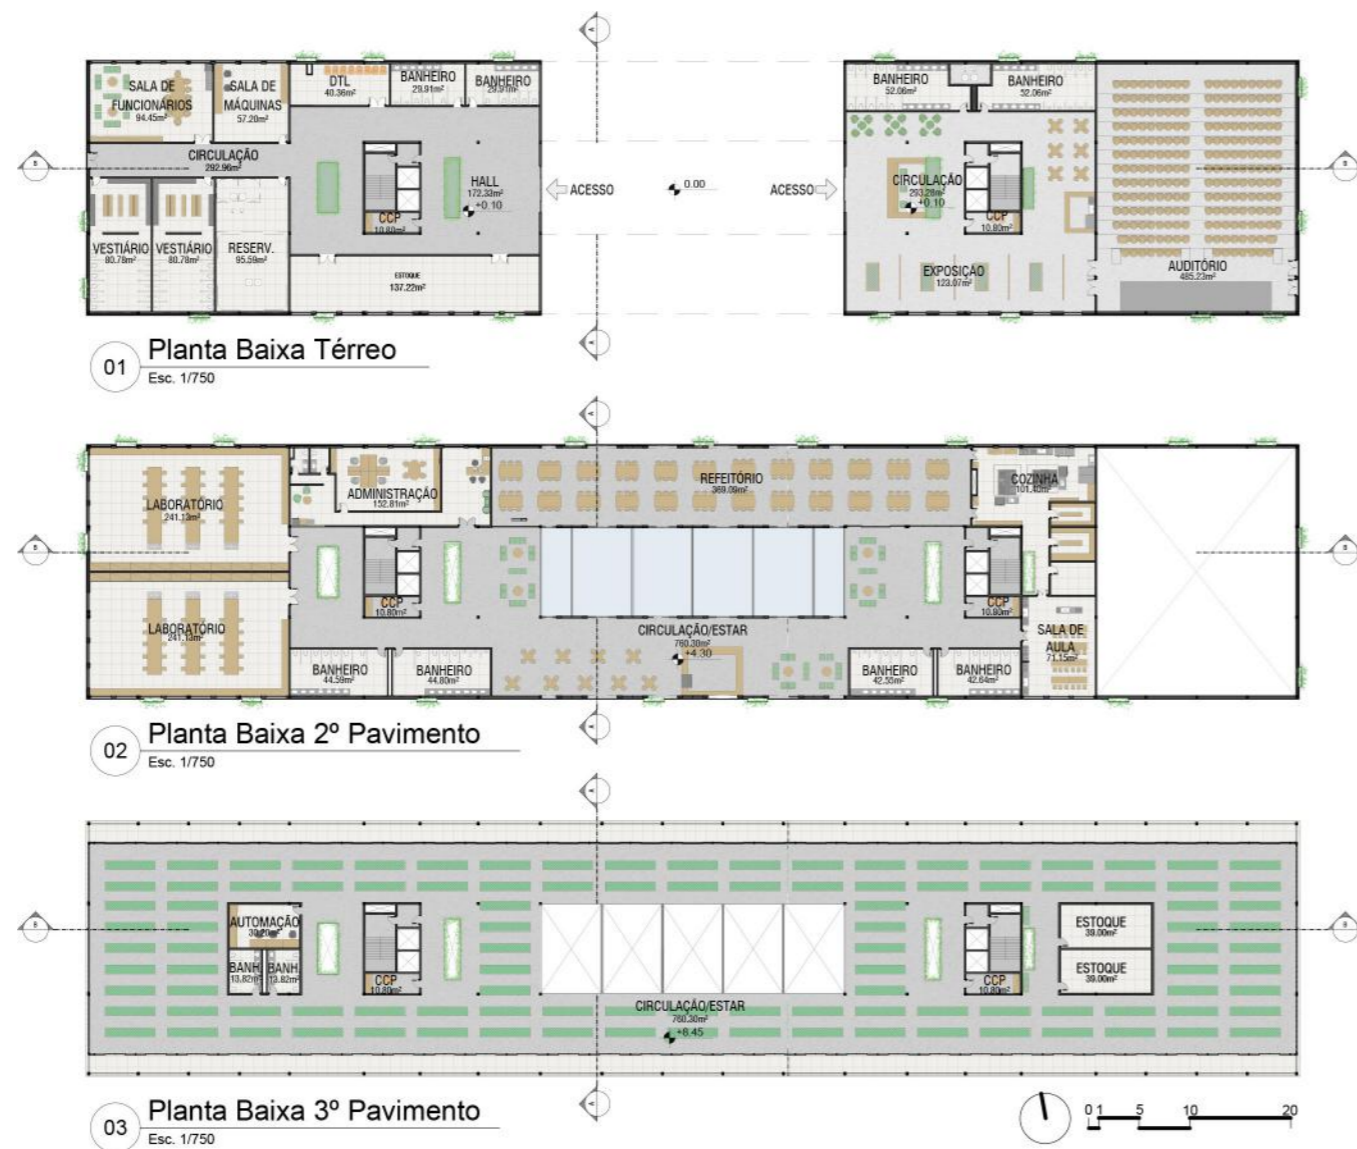 A
SALA DE
FUNCIONÁRIOS
94.45m²
SALA DE
MÁQUINAS
57.20m²
DTL
40.36m²
BANHEIRO
29.91m²
BANHEIRO
29.91m²
BANHEIRO
52.06m²
BANHEIRO
52.06m²
B
CIRCULAÇÃO
292.96m²
HALL
172.33m²
+0.10
ACESSO
0.00
ACESSO
CIRCULAÇÃO
293.28m²
+0.10
B
CCP
10.80m²
CCP
10.80m²
VESTIÁRIO
80.78m²
VESTIÁRIO
80.78m²
RESERV.
95.59m²
ESTOQUE
137.22m²
EXPOSIÇÃO
123.07m²
AUDITÓRIO
485.23m²
A
01
Planta Baixa Térreo
Esc. 1/750
A
LABORATÓRIO
241.13m²
ADMINISTRAÇÃO
152.81m²
REFEITÓRIO
369.09m²
COZINHA
101.40m²
B
B
CCP
10.80m²
CCP
10.80m²
LABORATÓRIO
241.13m²
CIRCULAÇÃO/ESTAR
760.30m²
+4.30
SALA DE
AULA
71.15m²
BANHEIRO
44.59m²
BANHEIRO
44.80m²
BANHEIRO
42.55m²
BANHEIRO
42.64m²
A
02
Planta Baixa 2º Pavimento
Esc. 1/750
A
AUTOMAÇÃO
30.20m²
ESTOQUE
39.00m²
B
B
BANH.
13.82m²
BANH.
13.82m²
CCP
10.80m²
CCP
10.80m²
ESTOQUE
39.00m²
CIRCULAÇÃO/ESTAR
760.30m²
+8.45
A
03
Planta Baixa 3º Pavimento
Esc. 1/750
0 1 5 10 20